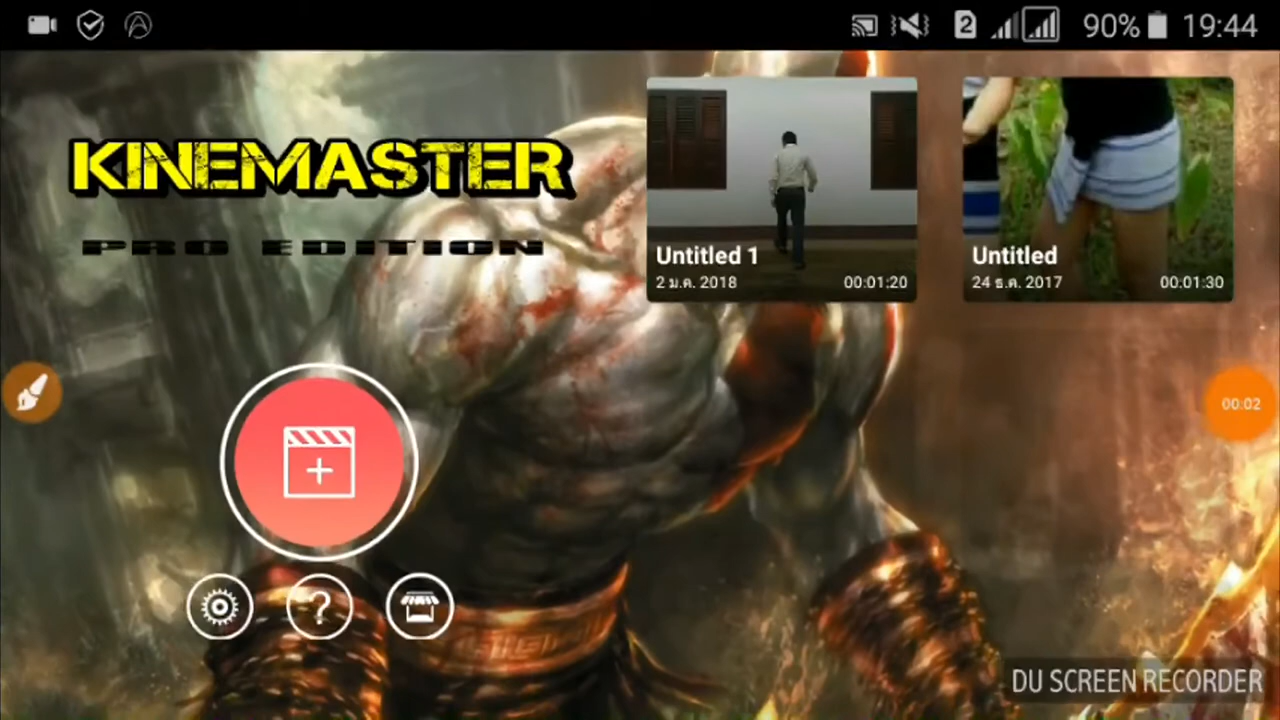 2
90%
19:44
KINEMASTER
PRO EDITION
Untitled 1
2 ม.ค. 2018
00:01:20
Untitled
24 ธ.ค. 2017
00:01:30
00:02
?
DU SCREEN RECORDER